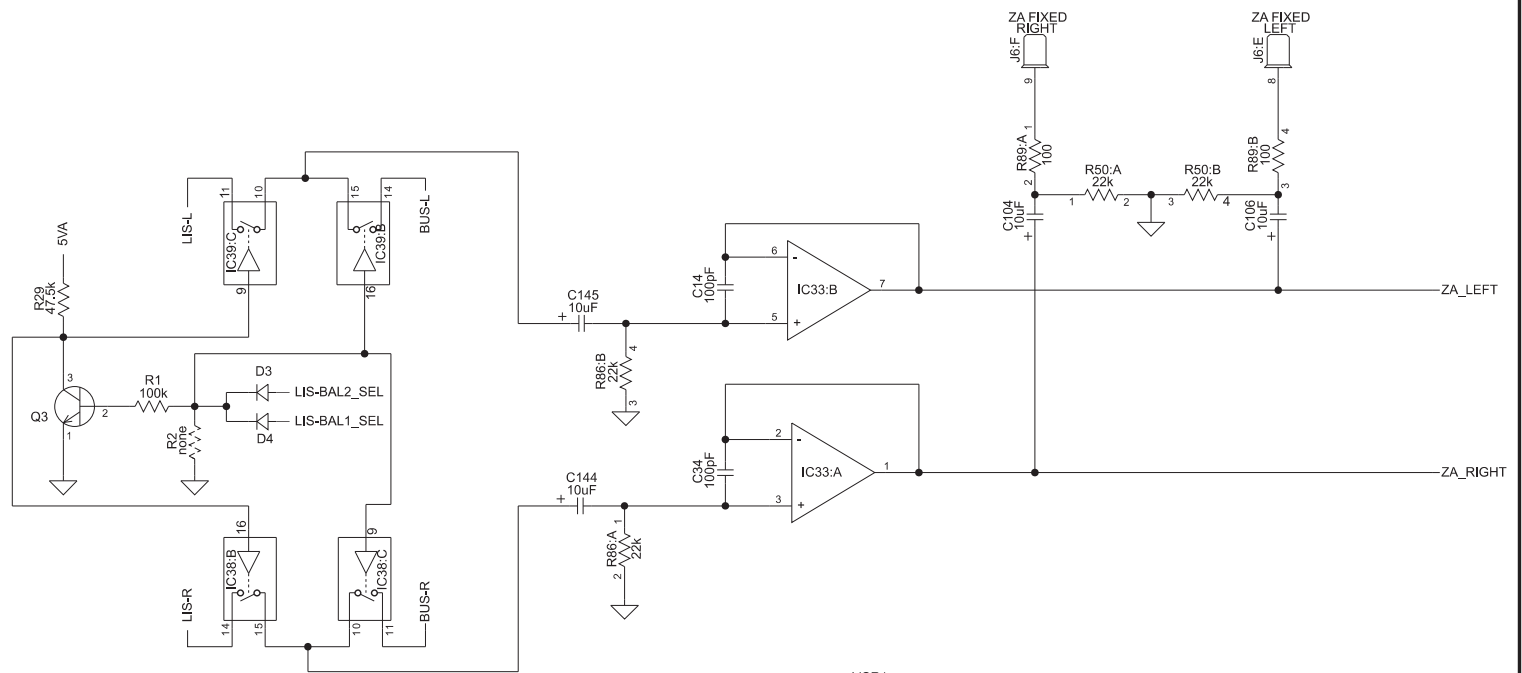 ZA FIXED
RIGHT
J6:F
9
ZA FIXED
LEFT
J6:E
8
1
R89:A
100
2
4
R89:B
100
3
R50:A
22k
1
2
R50:B
22k
3
4
C104
10uF
+
C106
10uF
+
LIS-L
11
10
IC39:C
9
15
14
IC39:B
16
BUS-L
5VA
R29
47.5k
3
Q3
2
1
R1
100k
R2
none
D3
LIS-BAL2_SEL
LIS-BAL1_SEL
D4
C145
10uF
+
R86:B
22k
4
3
C14
100pF
6
-
5
+
IC33:B
7
ZA_LEFT
C144
10uF
+
R86:A
22k
1
2
C34
100pF
2
-
3
+
IC33:A
1
ZA_RIGHT
16
IC38:B
LIS-R
14
15
9
IC38:C
10
11
BUS-R